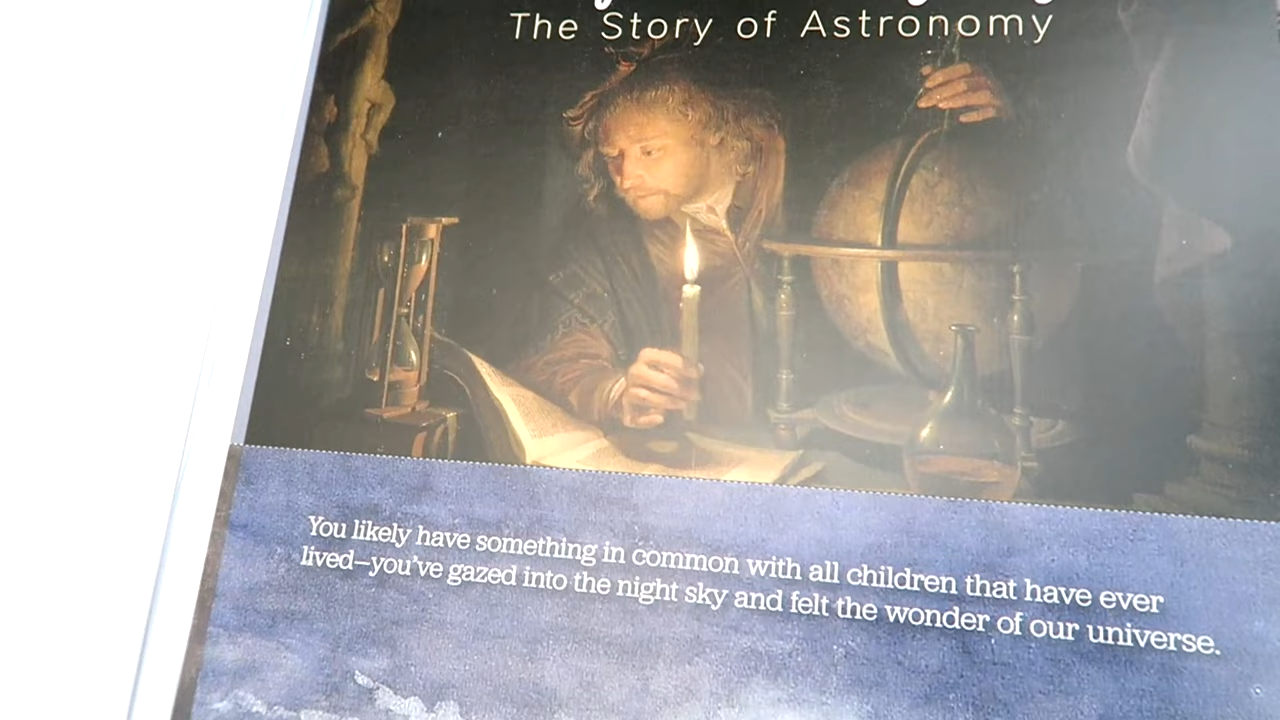 The Story of Astronomy
You likely have something in common with all children that have ever
lived—you've gazed into the night sky and felt the wonder of our universe.